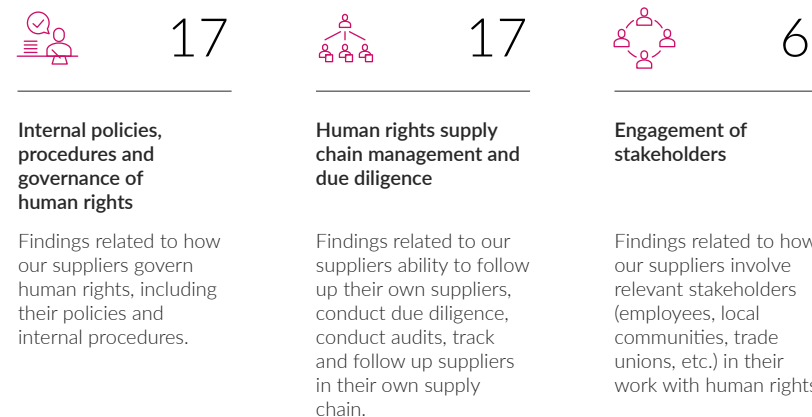 17
Internal policies,
procedures and
governance of
human rights
Findings related to how
our suppliers govern
human rights, including
their policies and
internal procedures.
17
Human rights supply
chain management and
due diligence
Findings related to our
suppliers ability to follow
up their own suppliers,
conduct due diligence,
conduct audits, track
and follow up suppliers
in their own supply
chain.
6
Engagement of
stakeholders
Findings related to how
our suppliers involve
relevant stakeholders
(employees, local
communities, trade
unions, etc.) in their
work with human rights